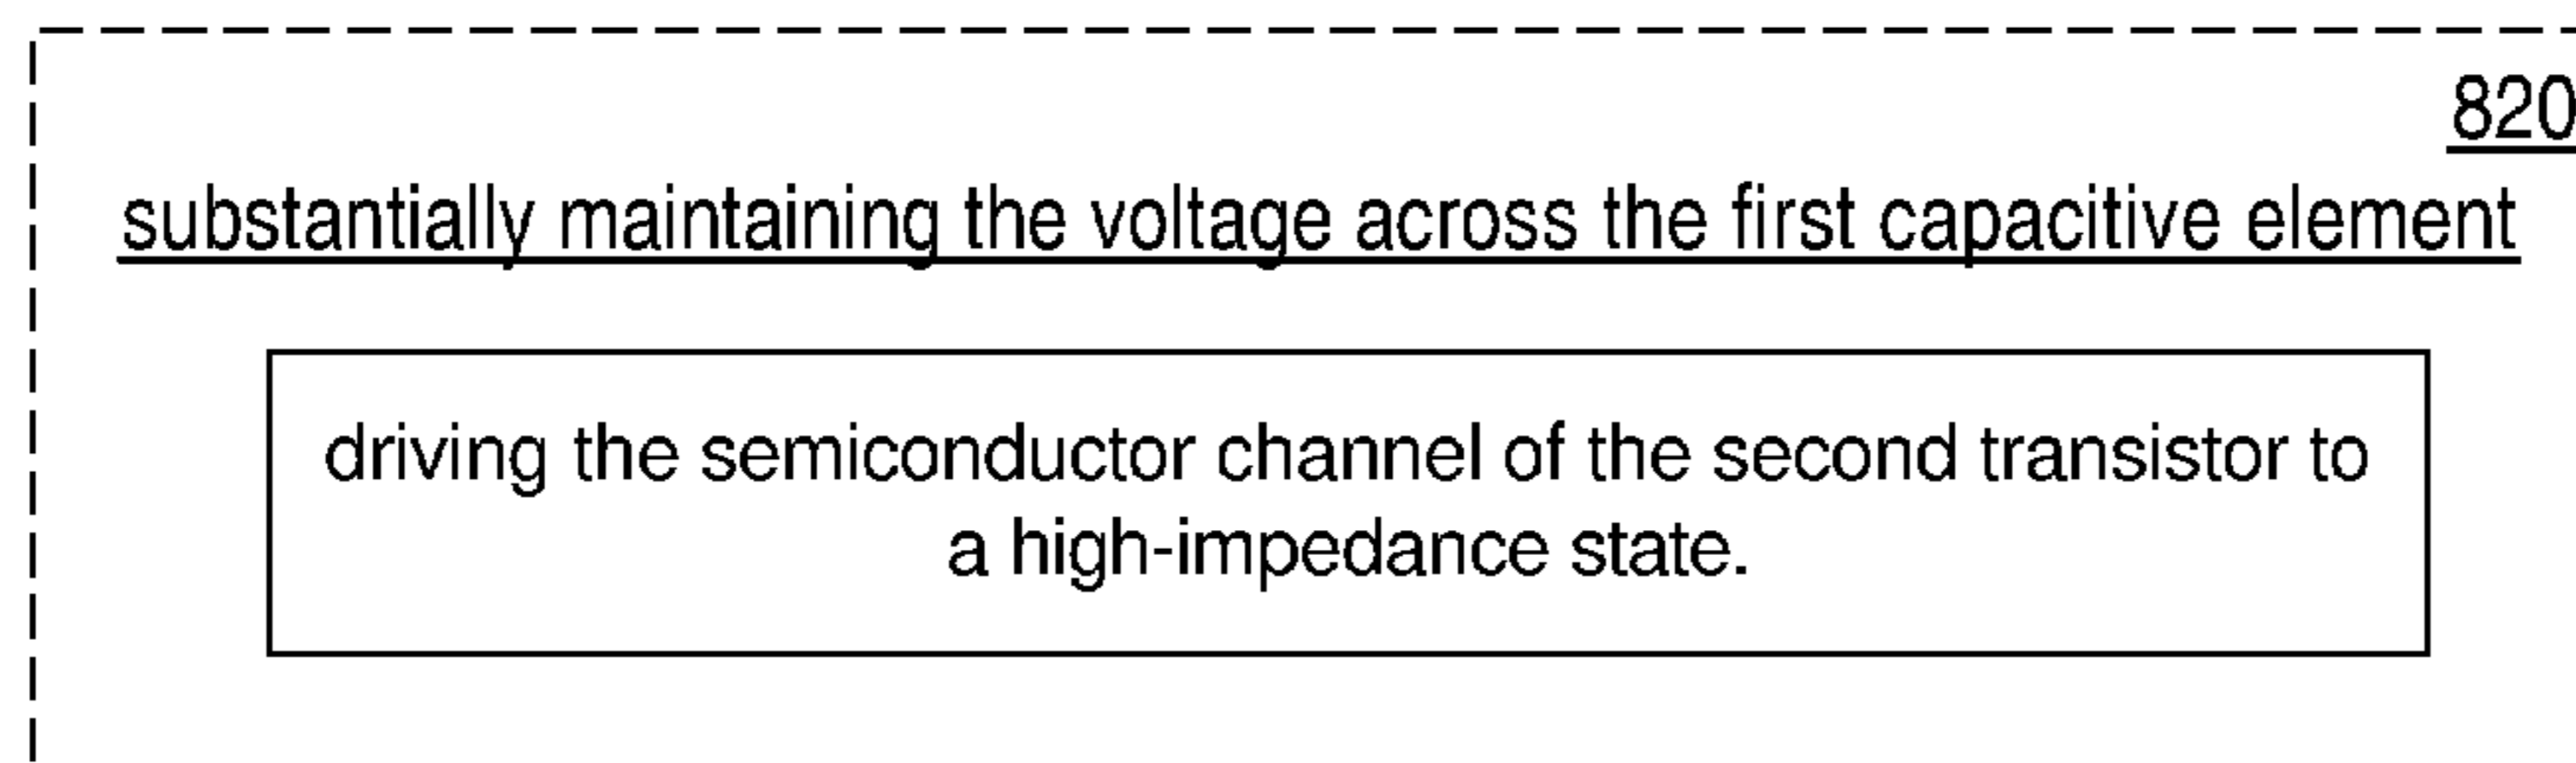 820
substantially maintaining the voltage across the first capacitive element
driving the semiconductor channel of the second transistor to
a high-impedance state.